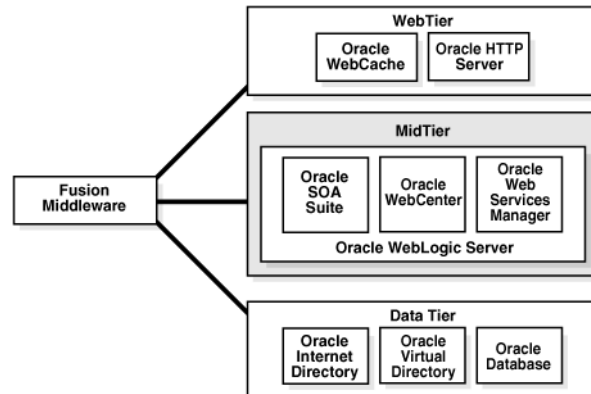 WebTier
Oracle
WebCache
Oracle HTTP
Server
Fusion
Middleware
MidTier
Oracle
SOA
Suite
Oracle
WebCenter
Oracle
Web
Services
Manager
Oracle WebLogic Server
Data Tier
Oracle
Internet
Directory
Oracle
Virtual
Directory
Oracle
Database